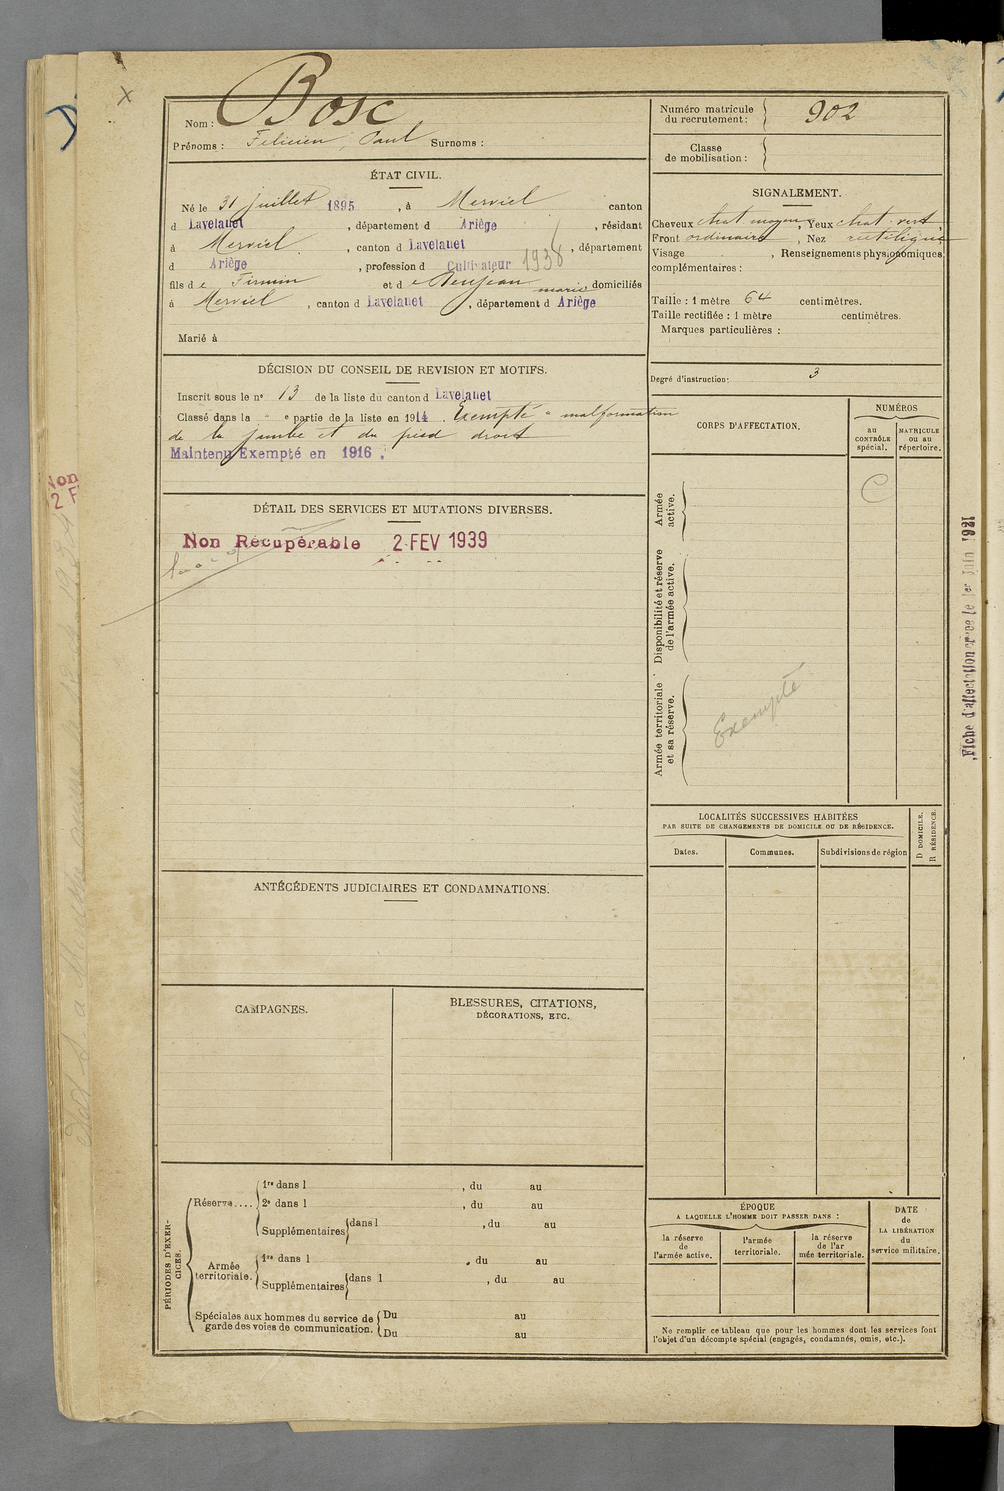 Nom : Bosc
Prénoms : Félicien, Paul Surnoms :
Numéro matricule
du recrutement : 902
Classe
de mobilisation :
ÉTAT CIVIL.
Né le 31 juillet 1895, à Merviel canton
d Lavelanet, département d Ariège, résidant
à Merviel, canton d Lavelanet, département
d Ariège, profession d Cultivateur 1938
fils de Firmin et de marie domiciliés
à Merviel, canton d Lavelanet, département d Ariège
Marié à
SIGNALEMENT.
Cheveux chat moyen, Yeux chat. vert
Front ordinaire, Nez rectiligne
Visage , Renseignements physionomiques
complémentaires :
Taille : 1 mètre 64 centimètres.
Taille rectifiée : 1 mètre centimètres.
Marques particulières :
Degré d'instruction : 3
DÉCISION DU CONSEIL DE REVISION ET MOTIFS.
Inscrit sous le nº 13 de la liste du canton d Lavelanet
Classé dans la " e partie de la liste en 1914. Exempté " malformation
de la jambe et du pied droit
Maintenu Exempté en 1916.
DÉTAIL DES SERVICES ET MUTATIONS DIVERSES.
Non Récupérable 2 FEV 1939
CORPS D'AFFECTATION.
NUMÉROS
au
CONTRÔLE
spécial.
MATRICULE
ou au
répertoire.
C
Armée
active.
Disponibilité et réserve
de l'armée active.
Armée territoriale
et sa réserve.
Exempté
Fiche d'affectation créée le 1er Juin 1921
LOCALITÉS SUCCESSIVES HABITÉES
PAR SUITE DE CHANGEMENTS DE DOMICILE OU DE RÉSIDENCE.
D DOMICILE.
R RÉSIDENCE.
Dates. Communes. Subdivisions de région
ANTÉCÉDENTS JUDICIAIRES ET CONDAMNATIONS.
CAMPAGNES.
BLESSURES, CITATIONS,
DÉCORATIONS, ETC.
PÉRIODES D'EXER-
CICES.
Réserve....
1re dans l , du au
2e dans l , du au
Supplémentaires dans l , du au
Armée
territoriale.
1re dans l , du au
Supplémentaires dans l , du au
Spéciales aux hommes du service de
garde des voies de communication.
Du au
Du au
ÉPOQUE
A LAQUELLE L'HOMME DOIT PASSER DANS :
la réserve
de
l'armée active.
l'armée
territoriale.
la réserve
de l'ar
mée territoriale.
DATE
de
LA LIBÉRATION
du
service militaire.
Ne remplir ce tableau que pour les hommes dont les services font
l'objet d'un décompte spécial (engagés, condamnés, omis, etc.).